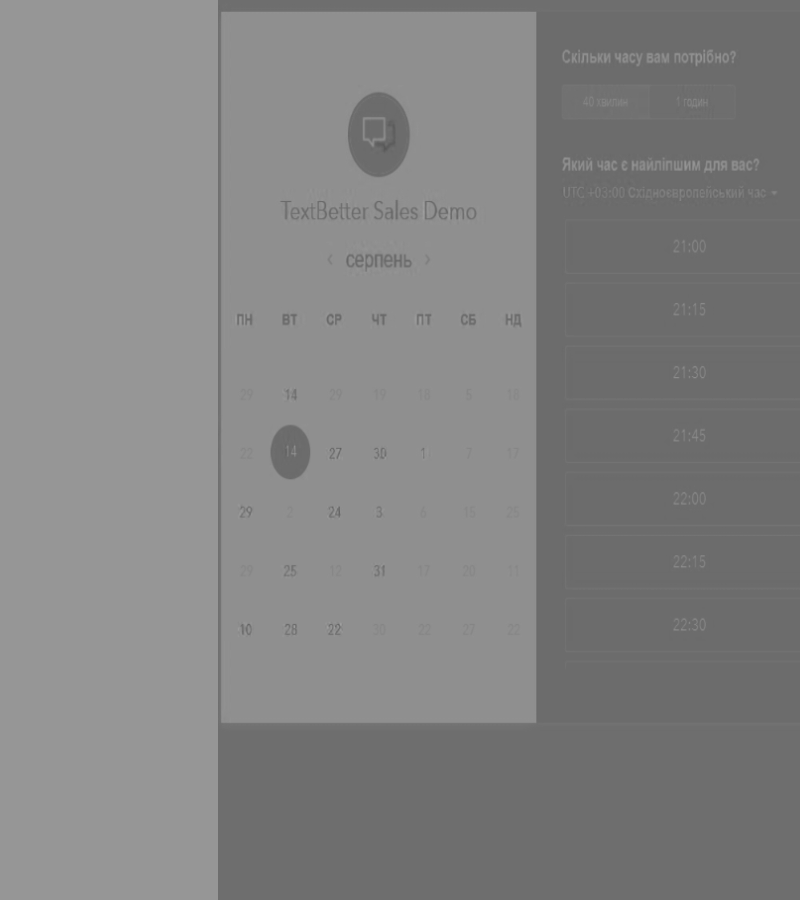 TextBetter Sales Demo
‹ серпень ›
ПН ВТ СР ЧТ ПТ СБ НД
29 14 29 19 18 5 16
22 14 27 30 1 7 17
29 2 24 3 6 15 25
29 25 12 31 17 20 11
10 28 22 30 22 27 22
Скільки часу вам потрібно?
40 хвилин 1 годин
Який час є найліпшим для вас?
UTC +03:00 Східноєвропейський час
21:00
21:15
21:30
21:45
22:00
22:15
22:30